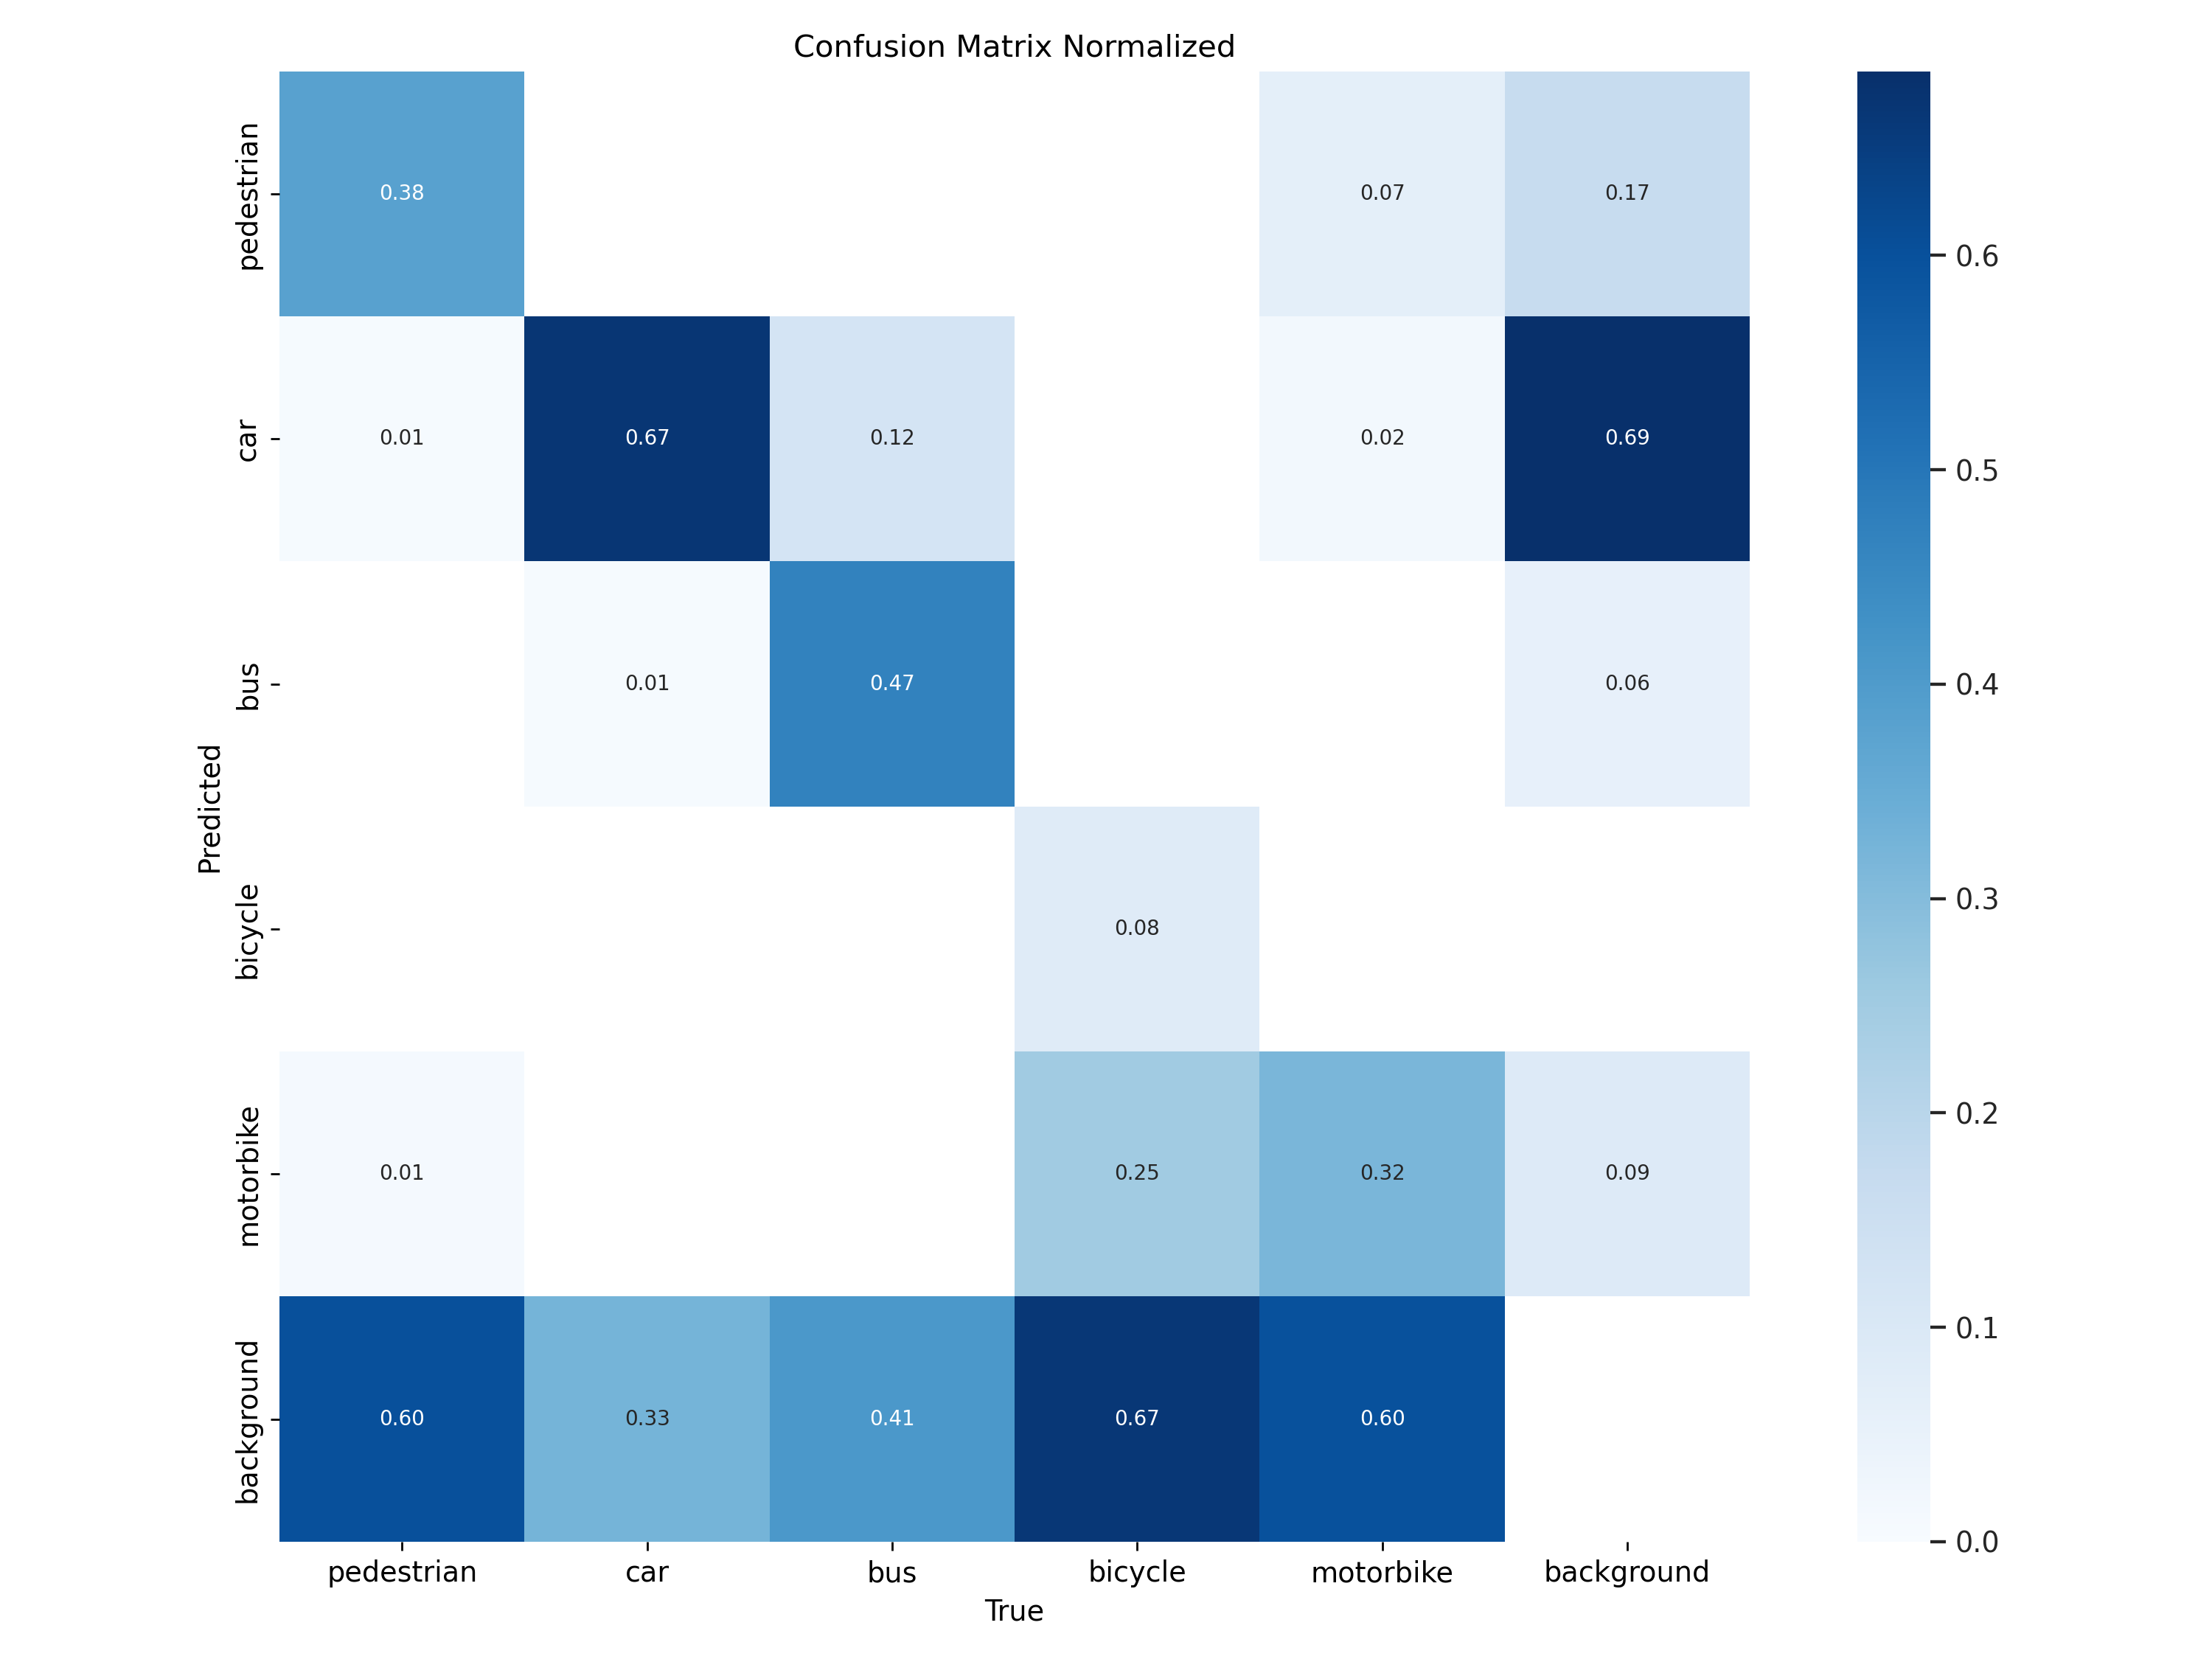 Confusion Matrix Normalized
pedestrian
0.38
0.07
0.17
car
0.01
0.67
0.12
0.02
0.69
bus
0.01
0.47
0.06
bicycle
0.08
motorbike
0.01
0.25
0.32
0.09
background
0.60
0.33
0.41
0.67
0.60
Predicted
pedestrian
car
bus
bicycle
motorbike
background
True
0.6
0.5
0.4
0.3
0.2
0.1
0.0